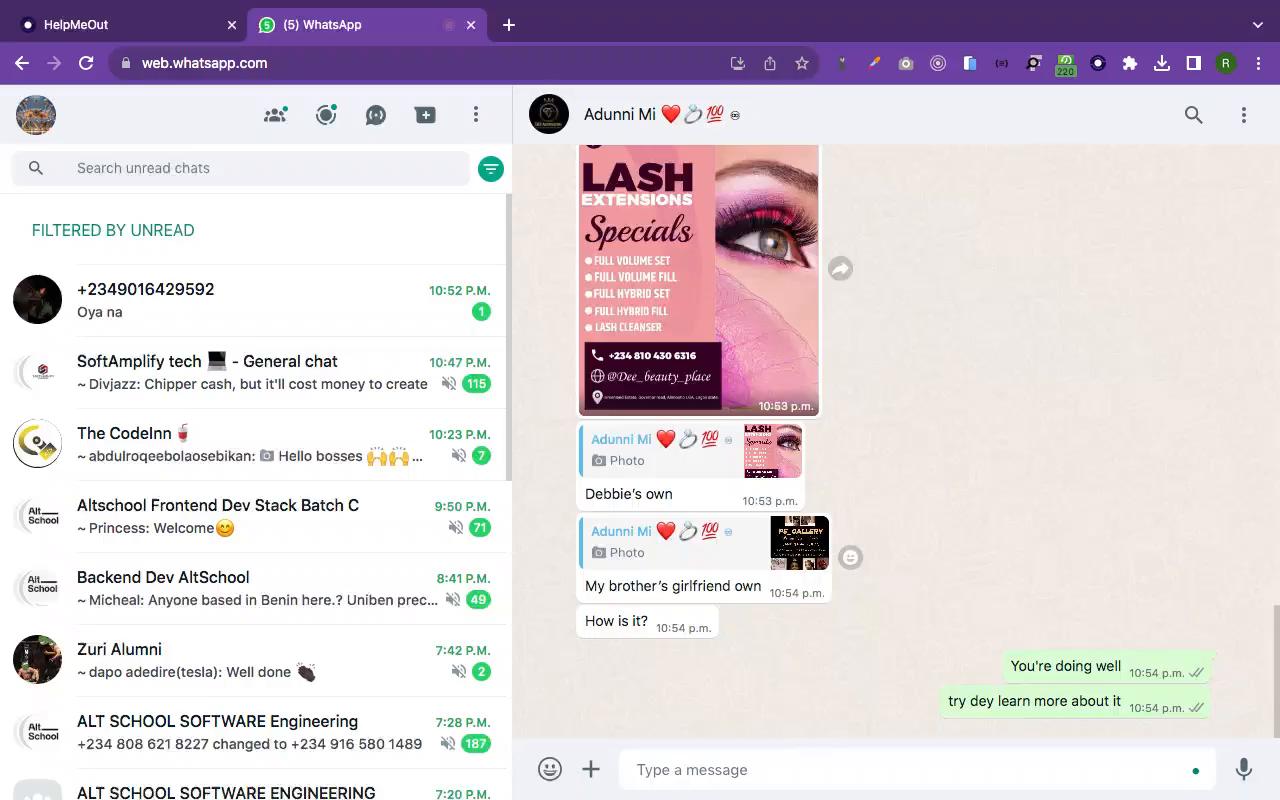 HelpMeOut
(5) WhatsApp
web.whatsapp.com
220
R
Search unread chats
FILTERED BY UNREAD
+2349016429592
10:52 P.M.
Oya na
1
SoftAmplify tech 💻 - General chat
10:47 P.M.
~ Divjazz: Chipper cash, but it'll cost money to create
115
The CodeInn 🥤
10:23 P.M.
~ abdulroqeebolaosebikan: 📷 Hello bosses 🙌🙌...
7
Alt School
Altschool Frontend Dev Stack Batch C
9:50 P.M.
~ Princess: Welcome😊
71
Alt School
Backend Dev AltSchool
8:41 P.M.
~ Micheal: Anyone based in Benin here.? Uniben prec...
49
Zuri Alumni
7:42 P.M.
~ dapo adedire(tesla): Well done 👏🏿
2
Alt School
ALT SCHOOL SOFTWARE Engineering
7:28 P.M.
+234 808 621 8227 changed to +234 916 580 1489
187
ALT SCHOOL SOFTWARE ENGINEERING
7:20 P.M.
Adunni Mi ❤️💍💯♾
LASH
EXTENSIONS
Specials
FULL VOLUME SET
FULL VOLUME FILL
FULL HYBRID SET
FULL HYBRID FILL
LASH CLEANSER
+234 810 430 6316
@Dee_beauty_place
10:53 p.m.
Adunni Mi ❤️💍💯♾
📷 Photo
LASH
EXTENSIONS
Specials
Debbie’s own
10:53 p.m.
Adunni Mi ❤️💍💯♾
📷 Photo
PE_GALLERY
My brother’s girlfriend own
10:54 p.m.
How is it?
10:54 p.m.
You're doing well
10:54 p.m.
try dey learn more about it
10:54 p.m.
Type a message